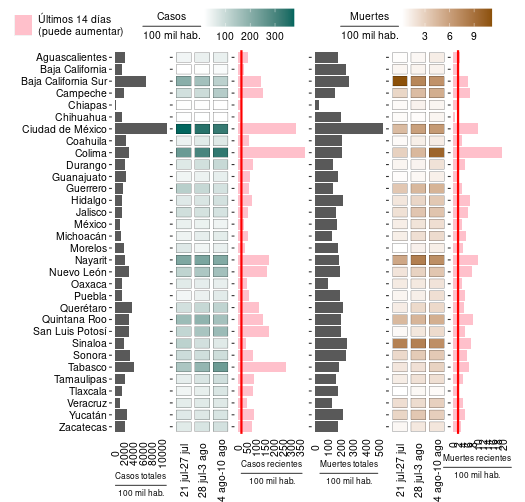 Últimos 14 días
(puede aumentar)
Casos
100 mil hab.
100 200 300
Muertes
100 mil hab.
3 6 9
Aguascalientes
Baja California
Baja California Sur
Campeche
Chiapas
Chihuahua
Ciudad de México
Coahuila
Colima
Durango
Guanajuato
Guerrero
Hidalgo
Jalisco
México
Michoacán
Morelos
Nayarit
Nuevo León
Oaxaca
Puebla
Querétaro
Quintana Roo
San Luis Potosí
Sinaloa
Sonora
Tabasco
Tamaulipas
Tlaxcala
Veracruz
Yucatán
Zacatecas
0 2000 4000 6000 8000 10000
Casos totales
100 mil hab.
21 jul-27 jul
28 jul-3 ago
4 ago-10 ago
0 50 100 150 200 250 300 350
Casos recientes
100 mil hab.
0 100 200 300 400 500
Muertes totales
100 mil hab.
21 jul-27 jul
28 jul-3 ago
4 ago-10 ago
Muertes recientes
100 mil hab.